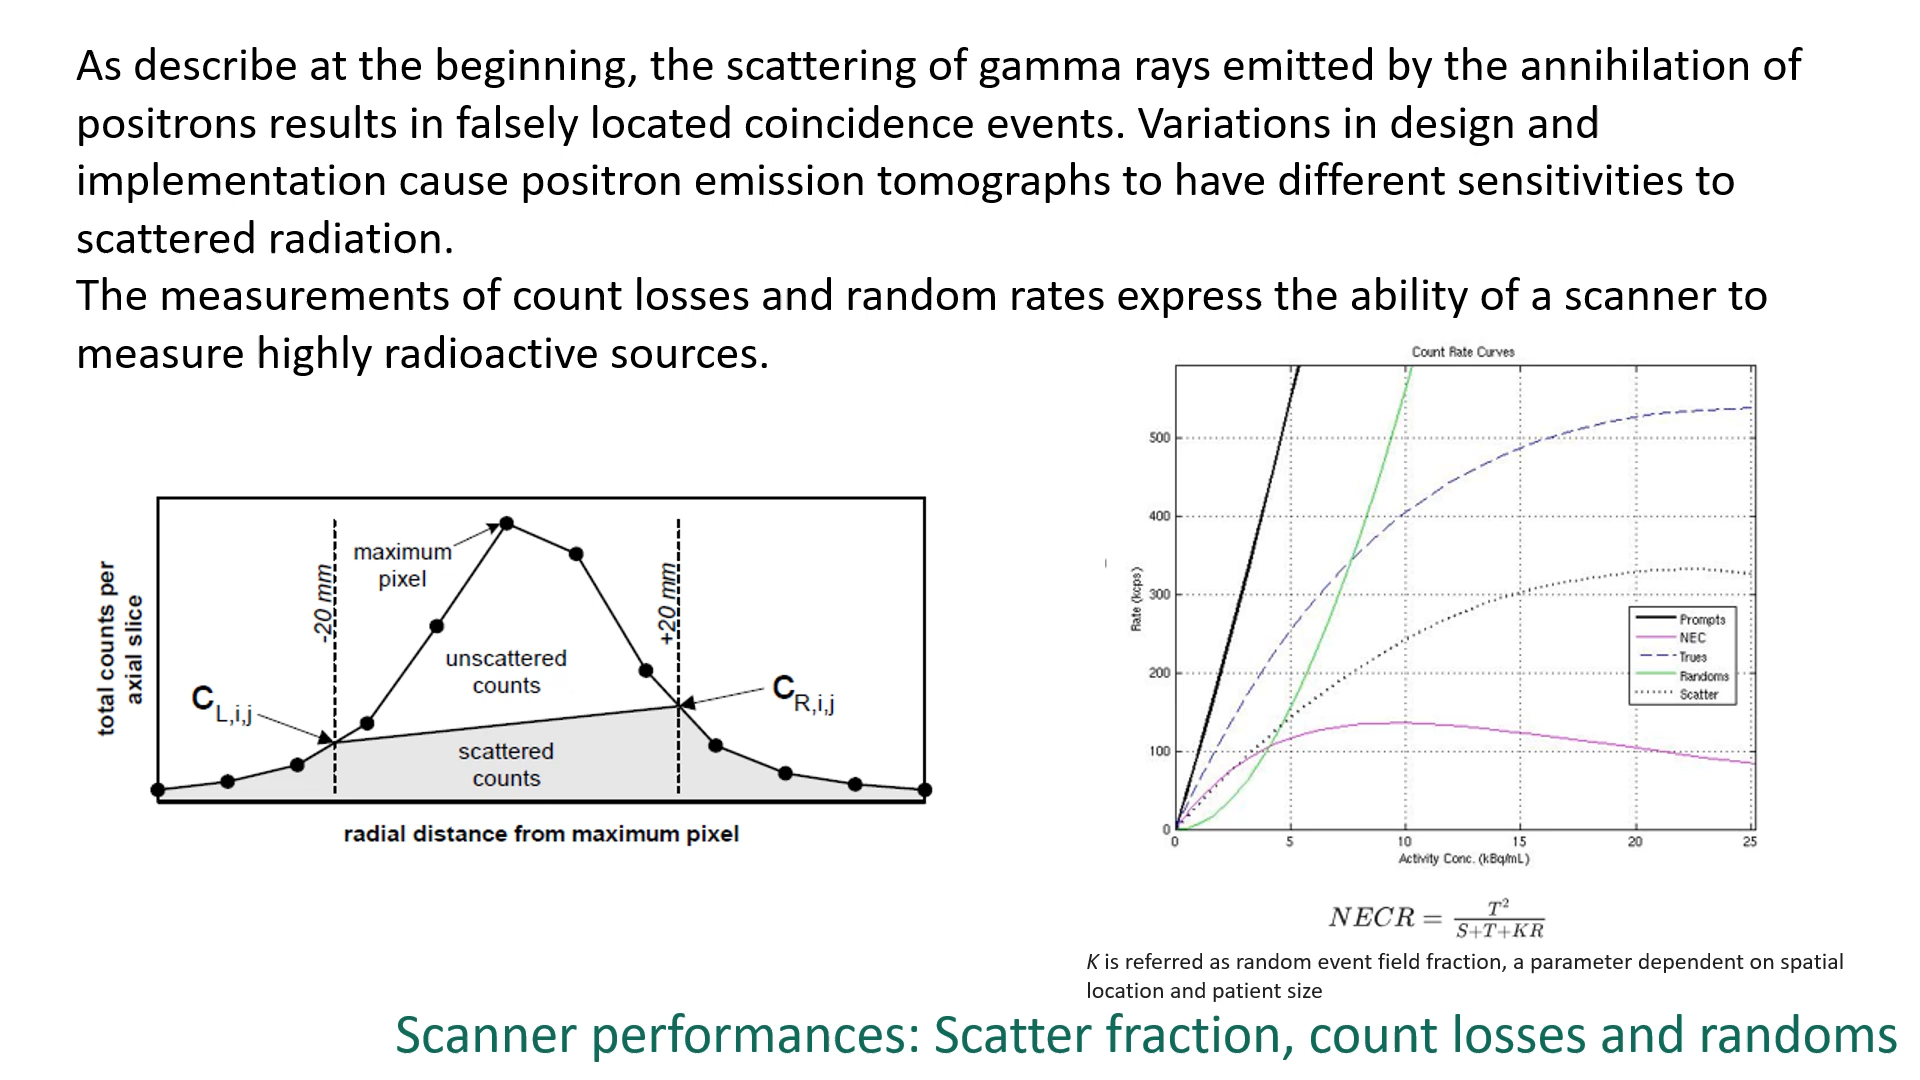 As describe at the beginning, the scattering of gamma rays emitted by the annihilation of
positrons results in falsely located coincidence events. Variations in design and
implementation cause positron emission tomographs to have different sensitivities to
scattered radiation.
The measurements of count losses and random rates express the ability of a scanner to
measure highly radioactive sources.
total counts per
axial slice
-20 mm
maximum
pixel
+20 mm
unscattered
counts
C L,i,j
C R,i,j
scattered
counts
radial distance from maximum pixel
Count Rate Curves
Rate (kcps)
500
400
300
200
100
0
Prompts
NEC
Trues
Randoms
Scatter
0 5 10 15 20 25
Activity Conc. (kBq/mL)
NECR = T²/(S+T+KR)
K is referred as random event field fraction, a parameter dependent on spatial
location and patient size
Scanner performances: Scatter fraction, count losses and randoms